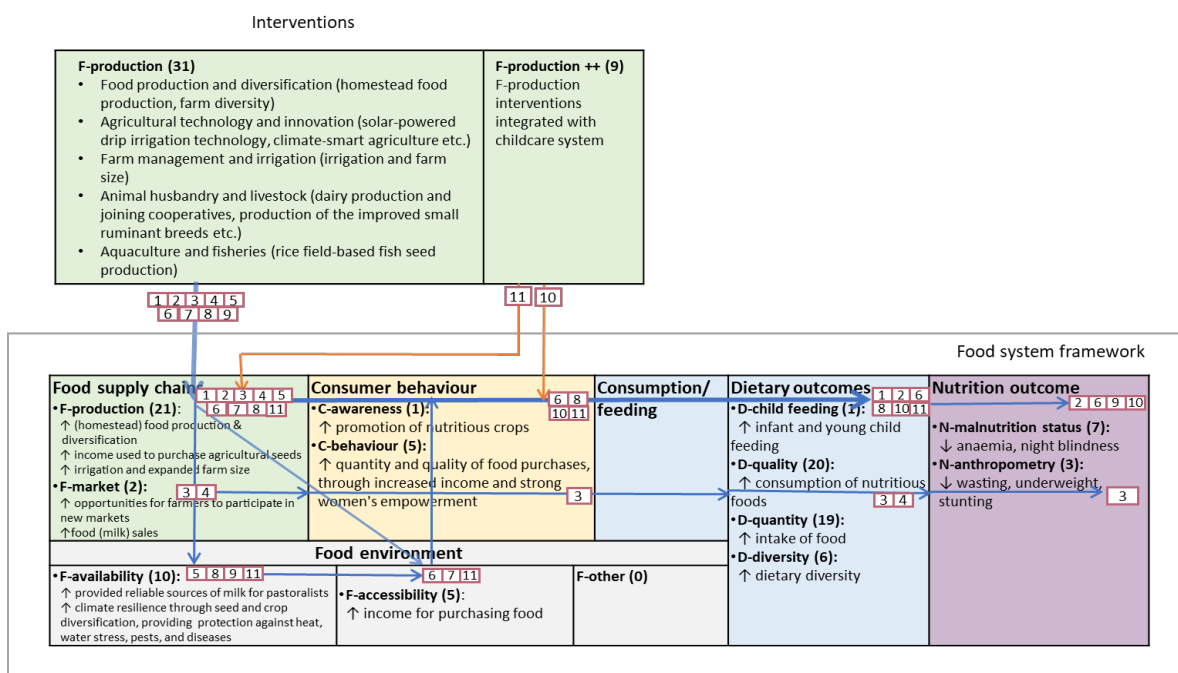 Interventions
F-production (31)
• Food production and diversification (homestead food
production, farm diversity)
• Agricultural technology and innovation (solar-powered
drip irrigation technology, climate-smart agriculture etc.)
• Farm management and irrigation (irrigation and farm
size)
• Animal husbandry and livestock (dairy production and
joining cooperatives, production of the improved small
ruminant breeds etc.)
• Aquaculture and fisheries (rice field-based fish seed
production)
F-production ++ (9)
F-production
interventions
integrated with
childcare system
1 2 3 4 5
6 7 8 9
11
10
Food system framework
Food supply chain
1 2 3 4 5
6 7 8 11
•F-production (21):
↑ (homestead) food production &
diversification
↑ income used to purchase agricultural seeds
↑ irrigation and expanded farm size
•F-market (2)
3 4
↑ opportunities for farmers to participate in
new markets
↑food (milk) sales
Consumer behaviour
6 8
10 11
•C-awareness (1):
↑ promotion of nutritious crops
C-behaviour (5):
↑ quantity and quality of food purchases,
through increased income and strong
women's empowerment
3
Consumption/
feeding
Dietary outcomes
1 2 6
8 10 11
•D-child feeding (1):
↑ infant and young child
feeding
D-quality (20)
↑ consumption of nutritious
foods
3 4
•D-quantity (19):
↑ intake of food
•D-diversity (6):
↑ dietary diversity
Nutrition outcome
2 6 9 10
•N-malnutrition status (7):
↓ anaemia, night blindness
•N-anthropometry (3):
↓ wasting, underweight,
stunting
3
Food environment
•F-availability (10):
5 8 9 11
↑ provided reliable sources of milk for pastoralists
↑ climate resilience through seed and crop
diversification, providing protection against heat,
water stress, pests, and diseases
6 7 11
•F-accessibility (5):
↑ income for purchasing food
F-other (0)